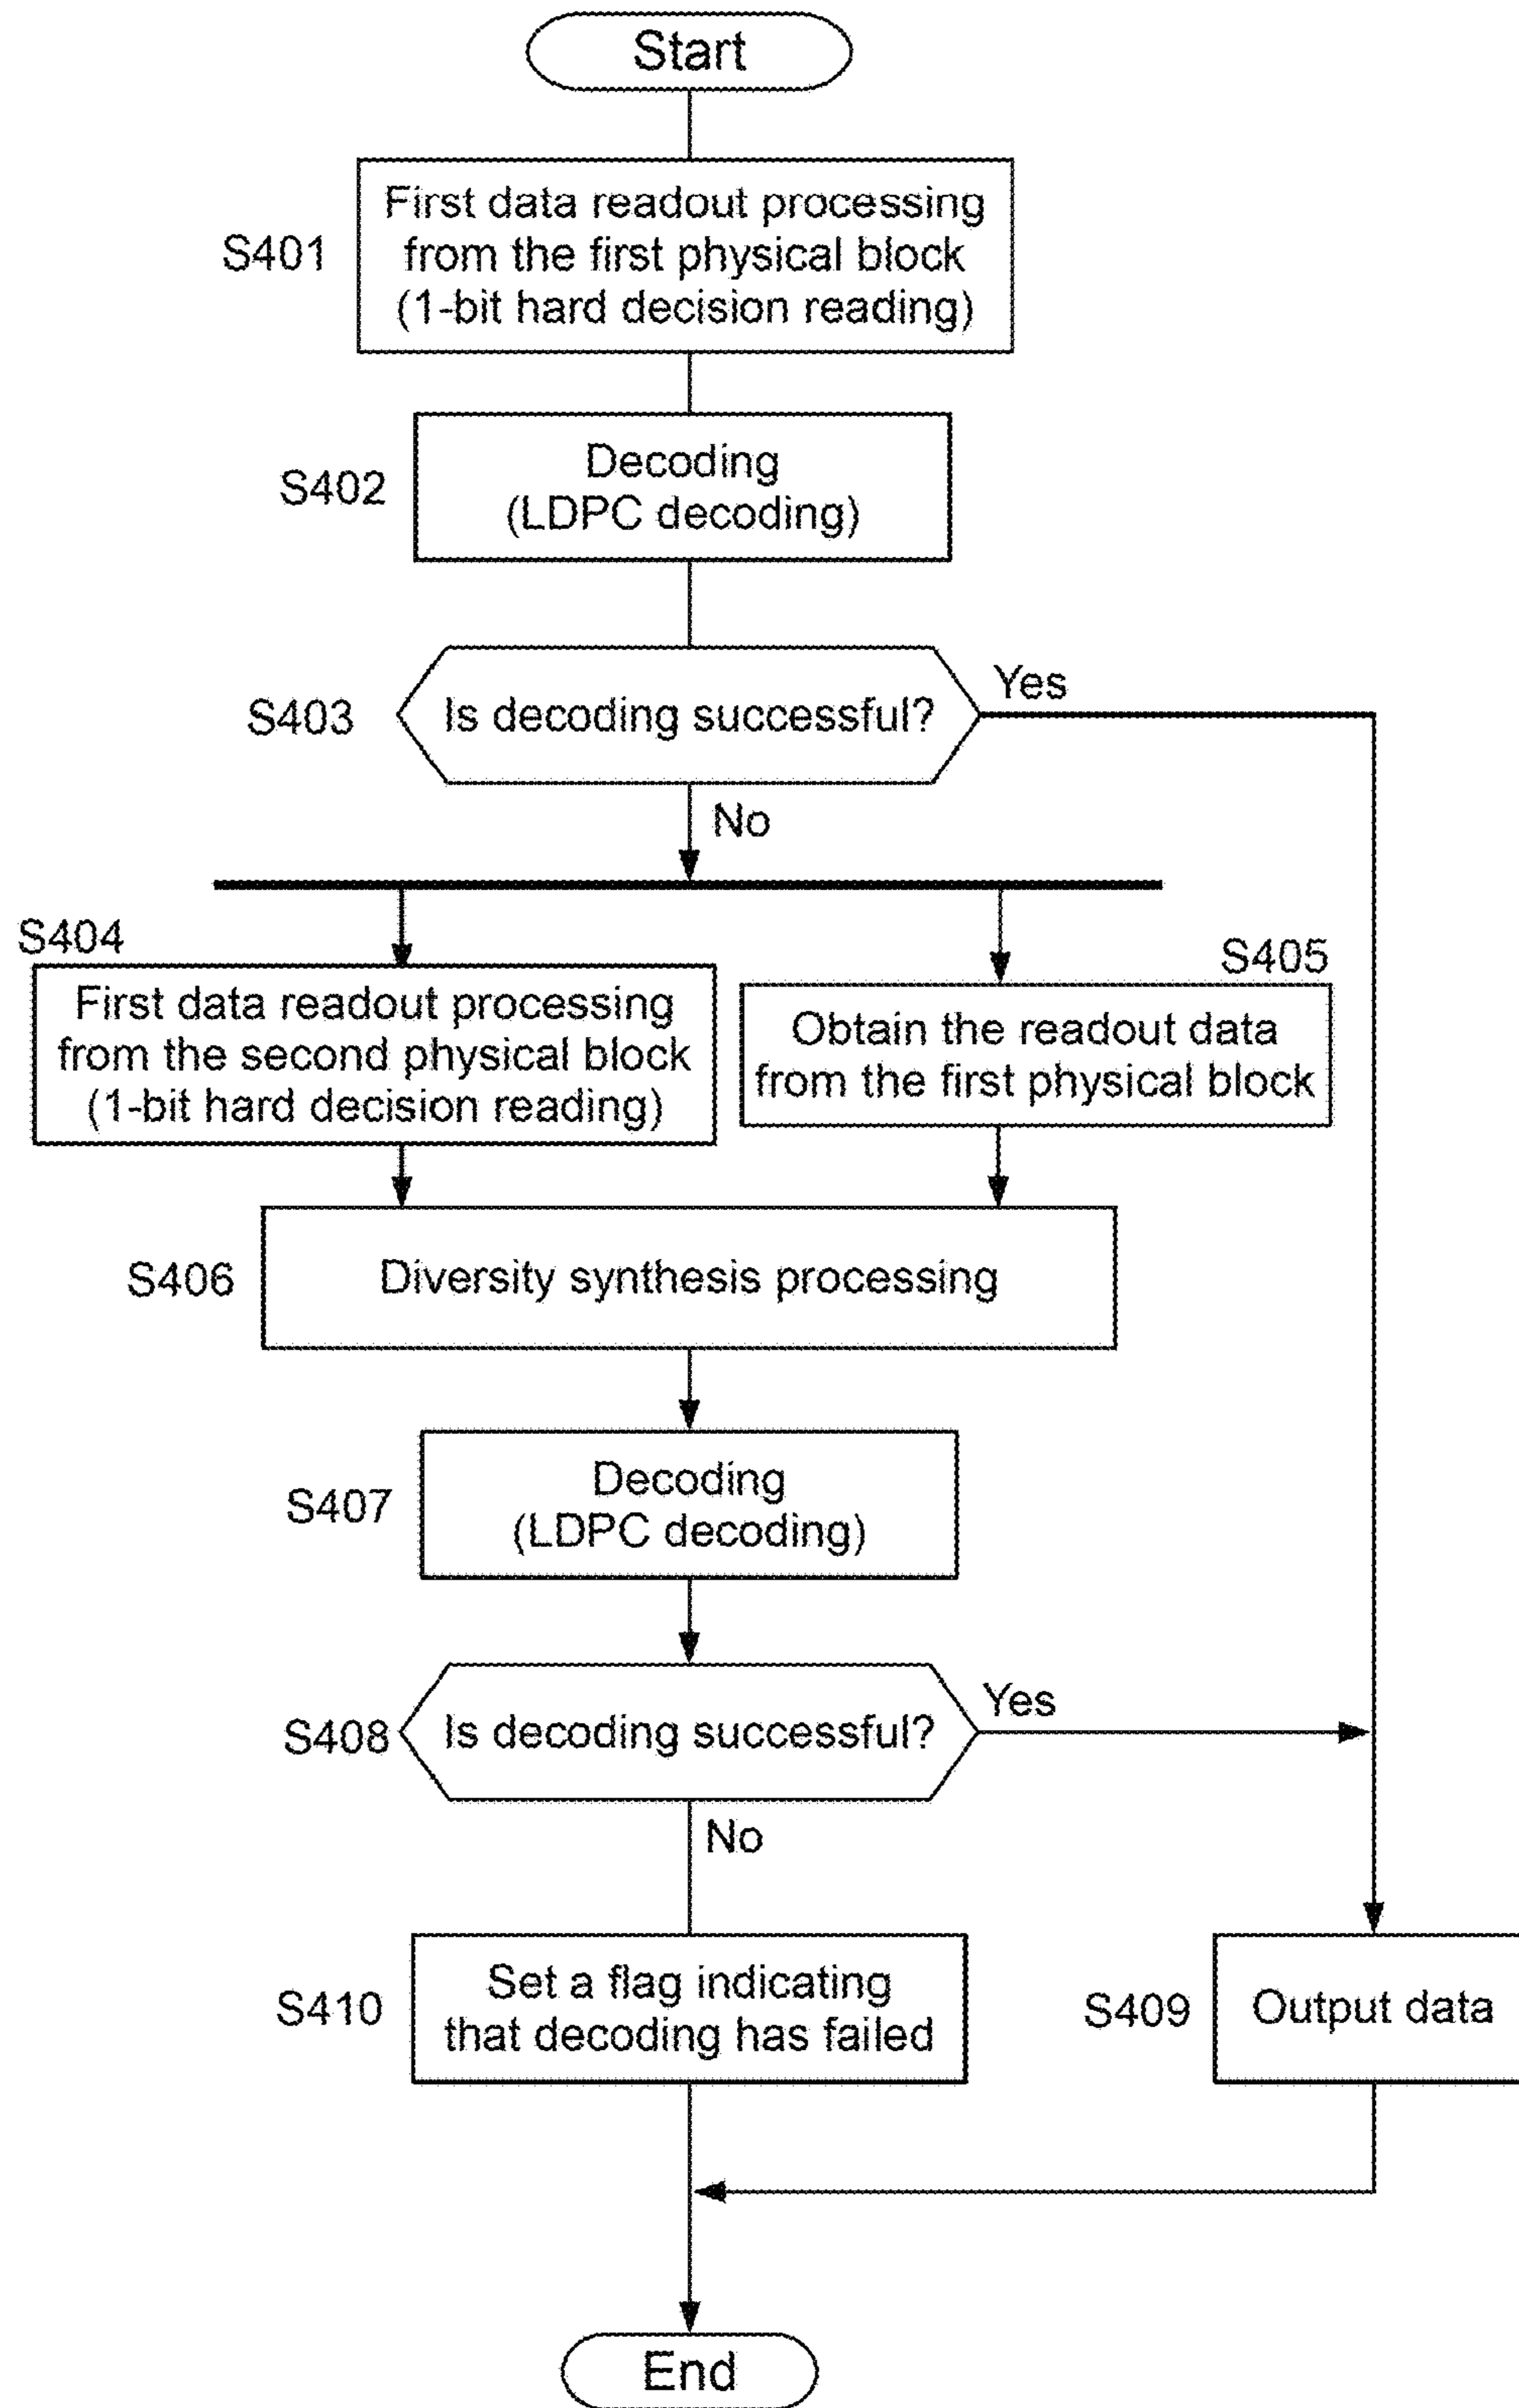 Start
S401
First data readout processing
from the first physical block
(1-bit hard decision reading)
S402
Decoding
(LDPC decoding)
S403
Is decoding successful?
Yes
No
S404
First data readout processing
from the second physical block
(1-bit hard decision reading)
S405
Obtain the readout data
from the first physical block
S406
Diversity synthesis processing
S407
Decoding
(LDPC decoding)
S408
Is decoding successful?
Yes
No
S410
Set a flag indicating
that decoding has failed
S409
Output data
End